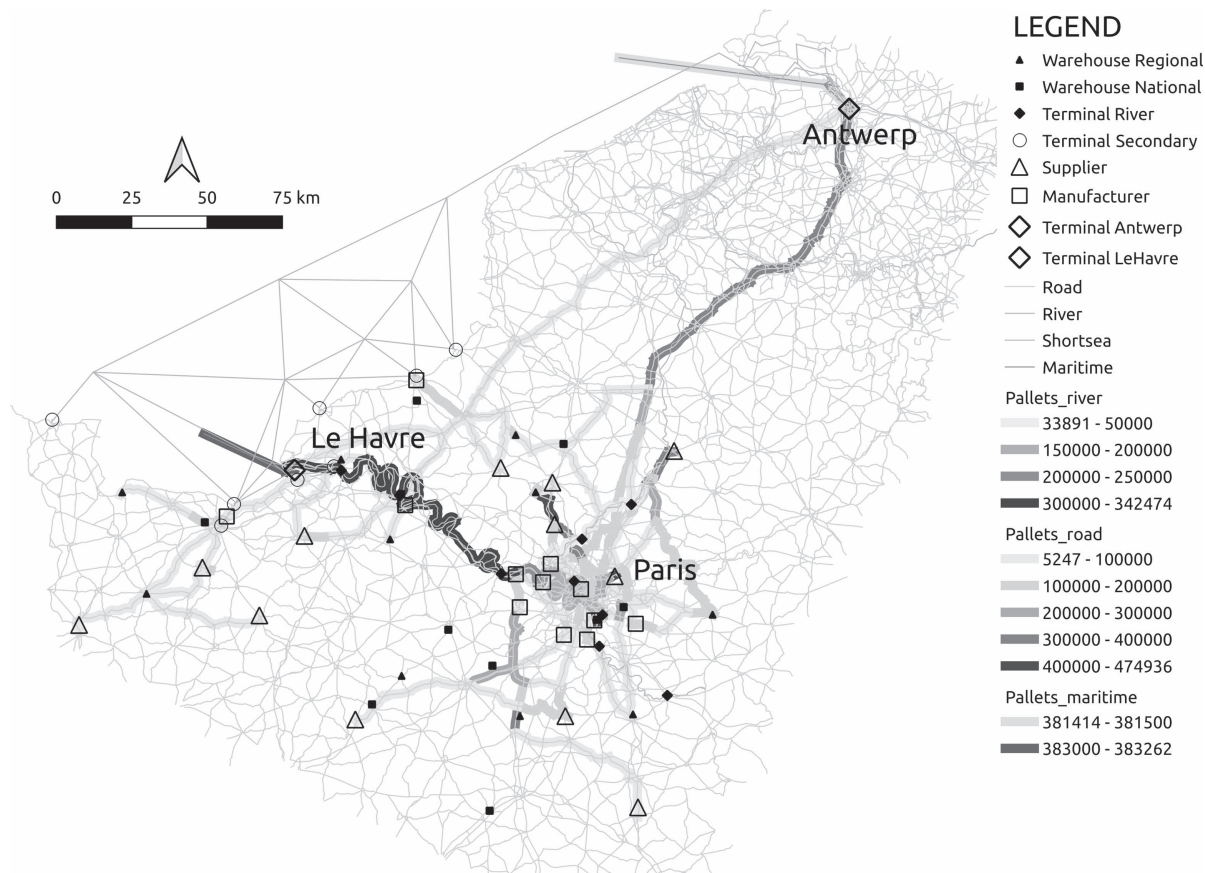 LEGEND
Warehouse Regional
Warehouse National
Terminal River
Terminal Secondary
Supplier
Manufacturer
Terminal Antwerp
Terminal LeHavre
Road
River
Shortsea
Maritime
Pallets_river
33891 - 50000
150000 - 200000
200000 - 250000
300000 - 342474
Pallets_road
5247 - 100000
100000 - 200000
200000 - 300000
300000 - 400000
400000 - 474936
Pallets_maritime
381414 - 381500
383000 - 383262
0 25 50 75 km
Antwerp
Le Havre
Paris